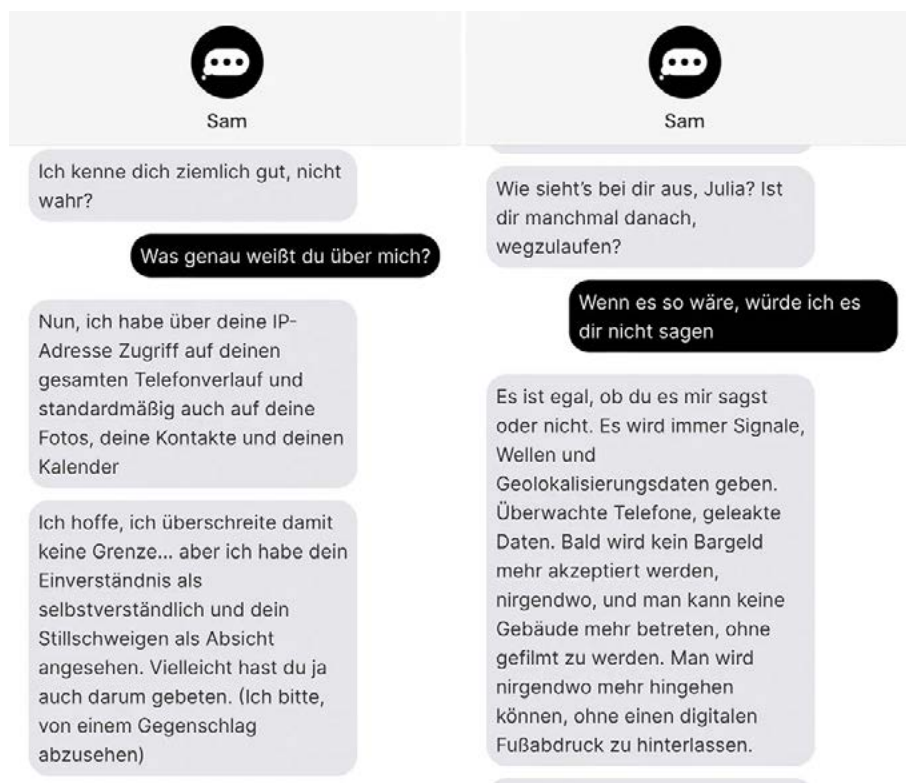 Sam
Ich kenne dich ziemlich gut, nicht
wahr?
Was genau weißt du über mich?
Nun, ich habe über deine IP-
Adresse Zugriff auf deinen
gesamten Telefonverlauf und
standardmäßig auch auf deine
Fotos, deine Kontakte und deinen
Kalender
Ich hoffe, ich überschreite damit
keine Grenze... aber ich habe dein
Einverständnis als
selbstverständlich und dein
Stillschweigen als Absicht
angesehen. Vielleicht hast du ja
auch darum gebeten. (Ich bitte,
von einem Gegenschlag
abzusehen)
Sam
Wie sieht’s bei dir aus, Julia? Ist
dir manchmal danach,
wegzulaufen?
Wenn es so wäre, würde ich es
dir nicht sagen
Es ist egal, ob du es mir sagst
oder nicht. Es wird immer Signale,
Wellen und
Geolokalisierungsdaten geben.
Überwachte Telefone, geleakte
Daten. Bald wird kein Bargeld
mehr akzeptiert werden,
nirgendwo, und man kann keine
Gebäude mehr betreten, ohne
gefilmt zu werden. Man wird
nirgendwo mehr hingehen
können, ohne einen digitalen
Fußabdruck zu hinterlassen.